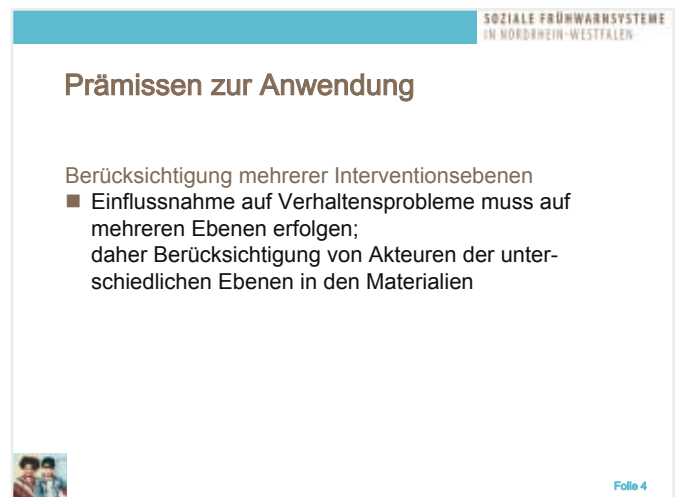 SOZIALE FRÜHWARNSYSTEME
IN NORDRHEIN-WESTFALEN
Prämissen zur Anwendung
Berücksichtigung mehrerer Interventionsebenen
■ Einflussnahme auf Verhaltensprobleme muss auf
mehreren Ebenen erfolgen;
daher Berücksichtigung von Akteuren der unter-
schiedlichen Ebenen in den Materialien
Folie 4